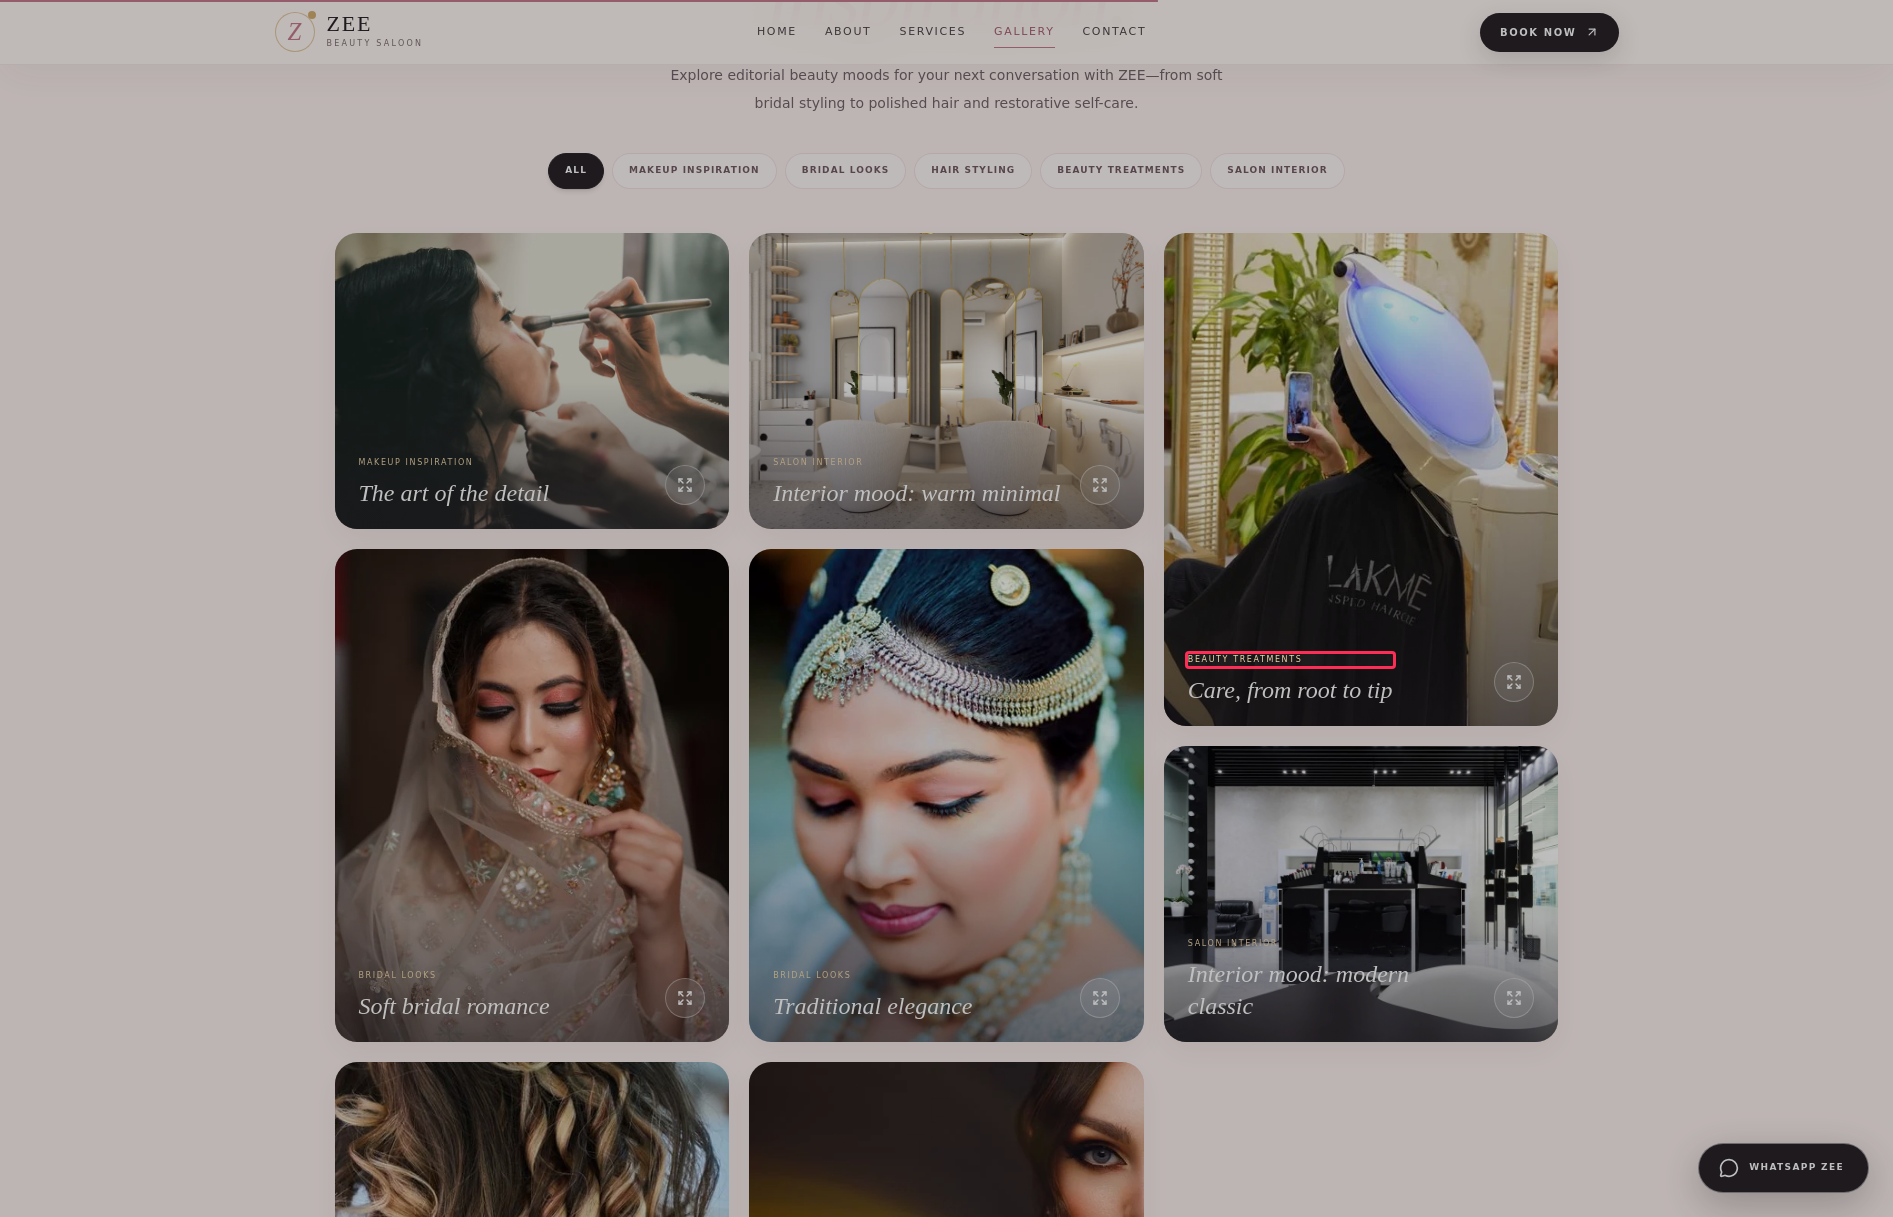 Z
ZEE
BEAUTY SALOON
HOME
ABOUT
SERVICES
GALLERY
CONTACT
BOOK NOW
Explore editorial beauty moods for your next conversation with ZEE—from soft
bridal styling to polished hair and restorative self-care.
ALL
MAKEUP INSPIRATION
BRIDAL LOOKS
HAIR STYLING
BEAUTY TREATMENTS
SALON INTERIOR
MAKEUP INSPIRATION
The art of the detail
SALON INTERIOR
Interior mood: warm minimal
LAKMĒ
BEAUTY TREATMENTS
Care, from root to tip
BRIDAL LOOKS
Soft bridal romance
BRIDAL LOOKS
Traditional elegance
SALON INTERIOR
Interior mood: modern
classic
WHATSAPP ZEE